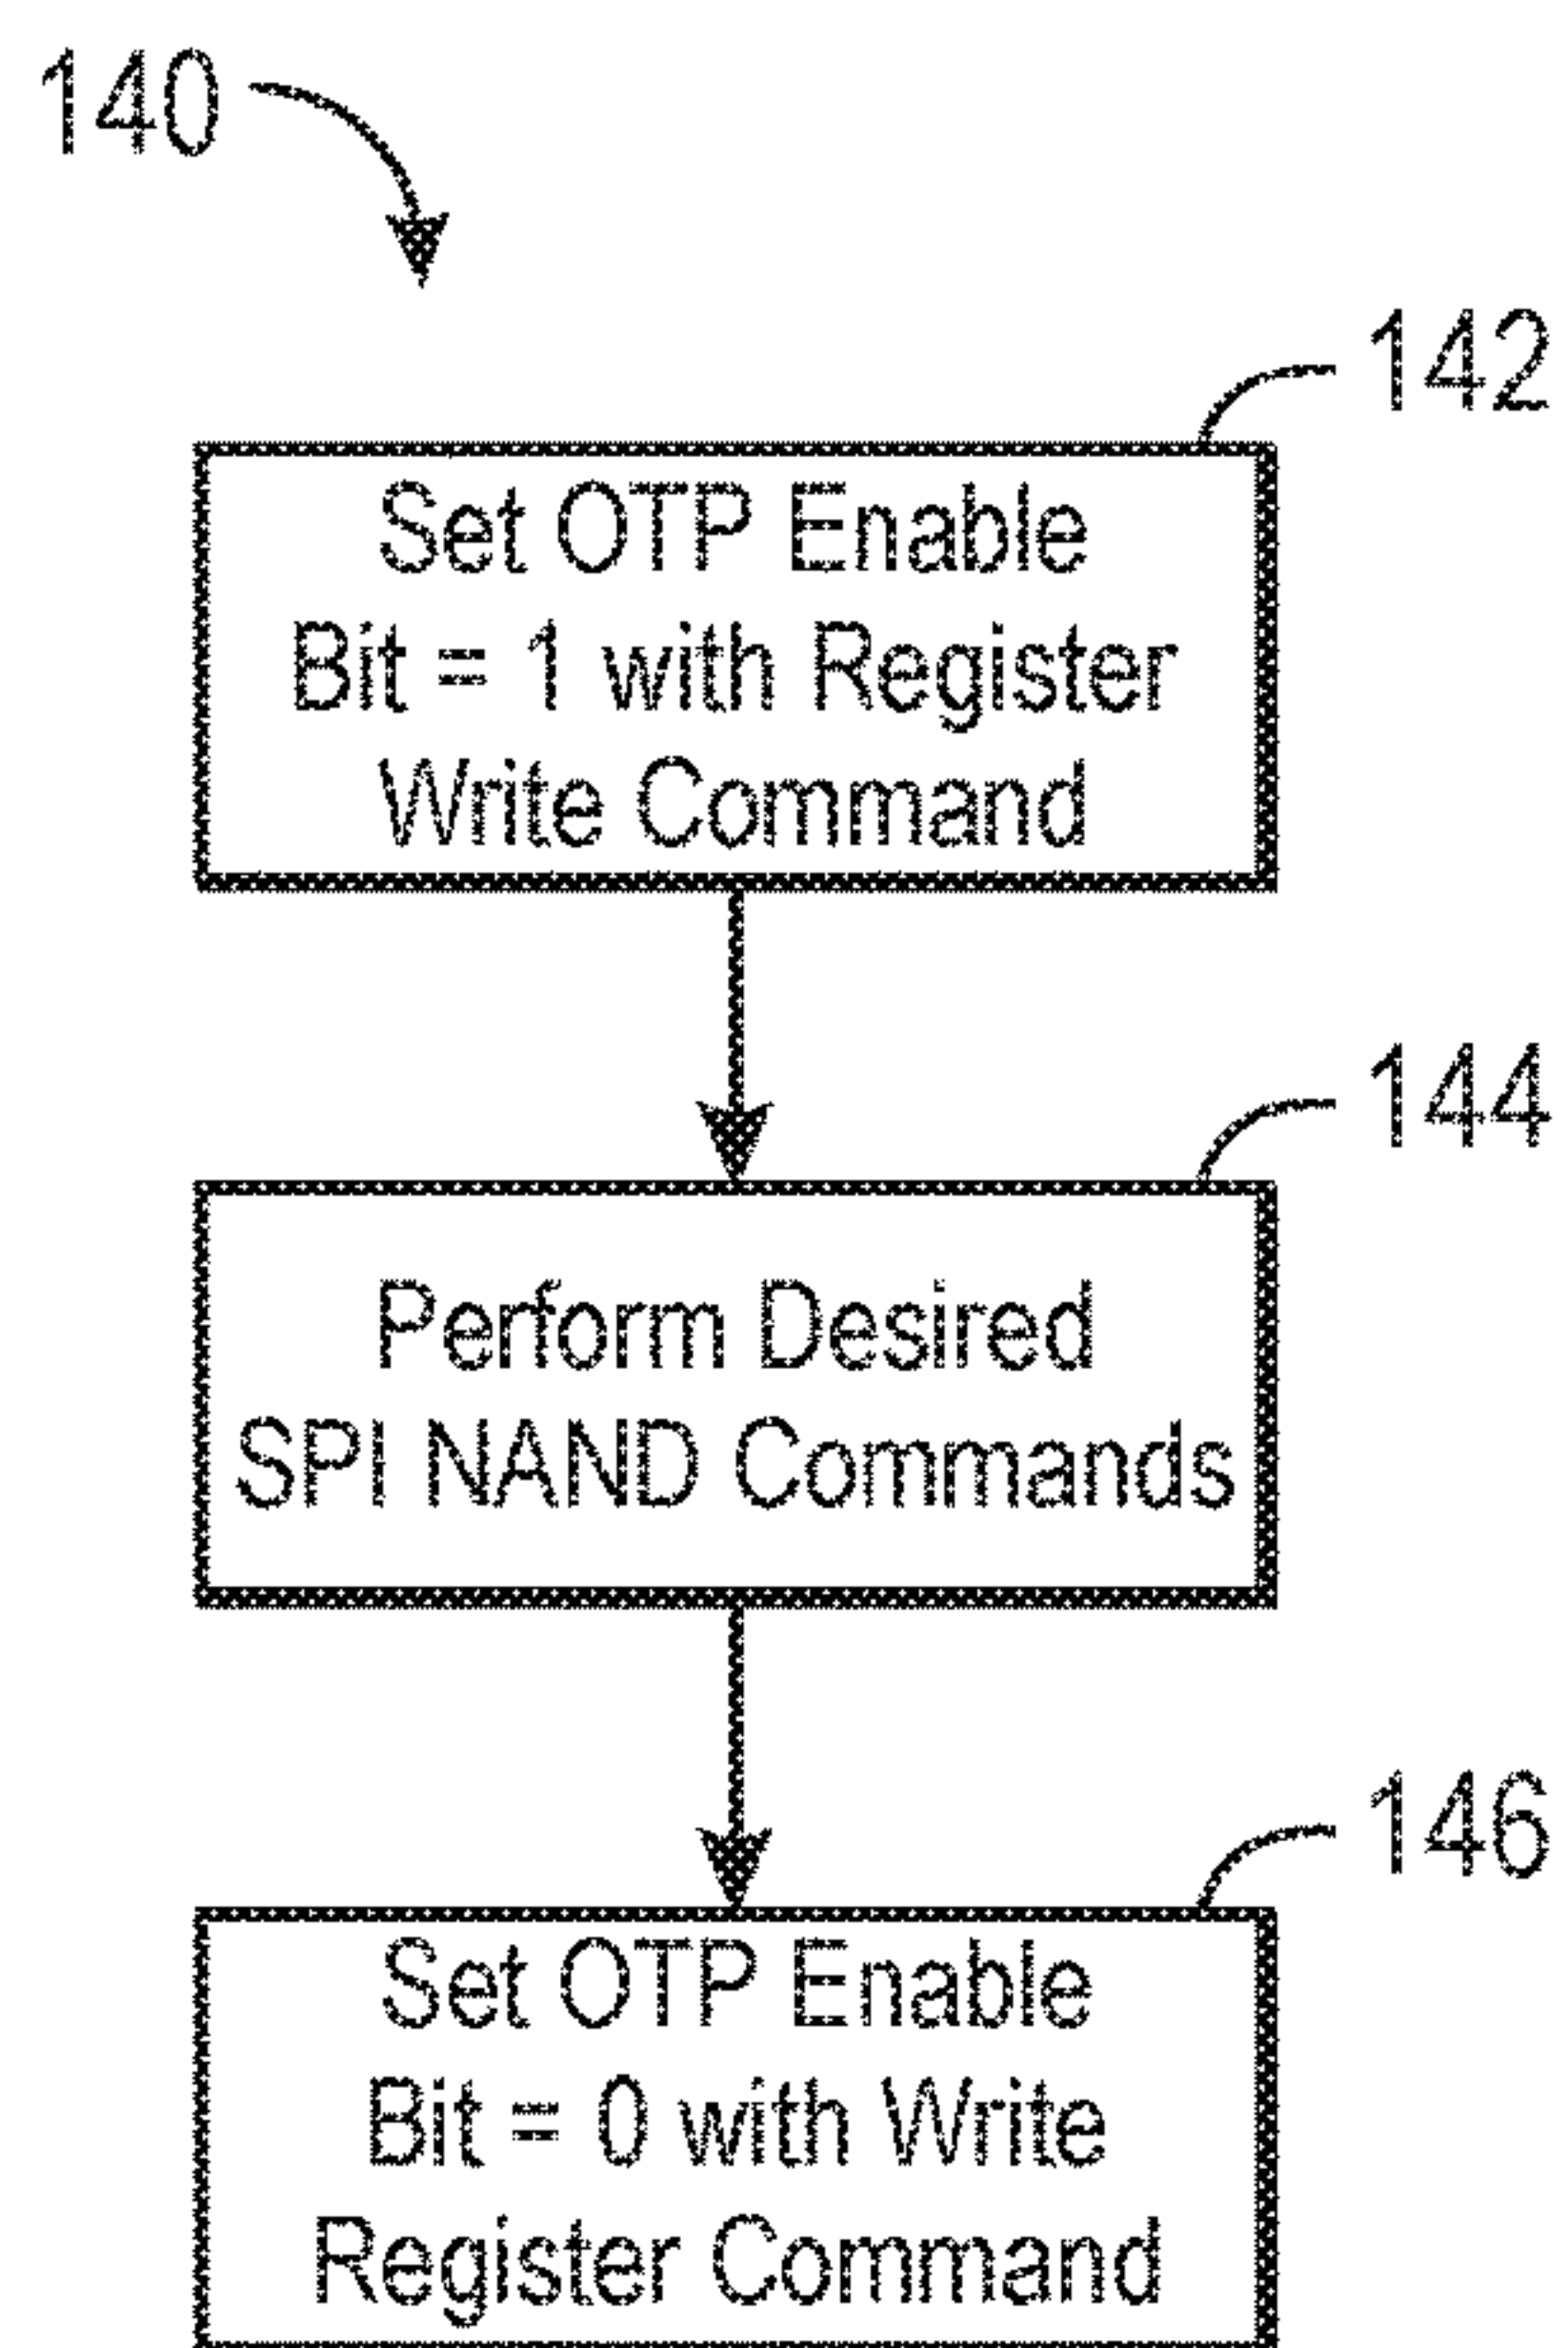 140
142
Set OTP Enable
Bit = 1 with Register
Write Command
144
Perform Desired
SPI NAND Commands
146
Set OTP Enable
Bit = 0 with Write
Register Command